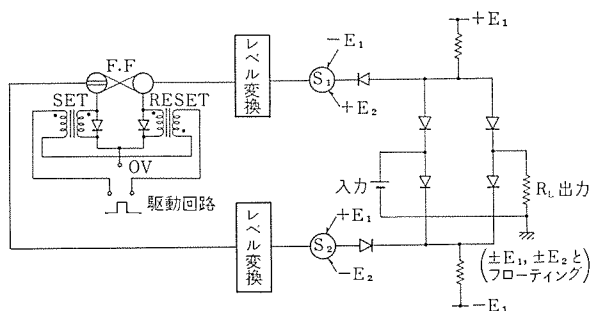 F.F
SET
RESET
0V
駆動回路
レベル変換
レベル変換
S₁
−E₁
+E₂
S₂
+E₁
−E₂
+E₁
入力
R_L 出力
(±E₁, ±E₂と
フローティング)
−E₁